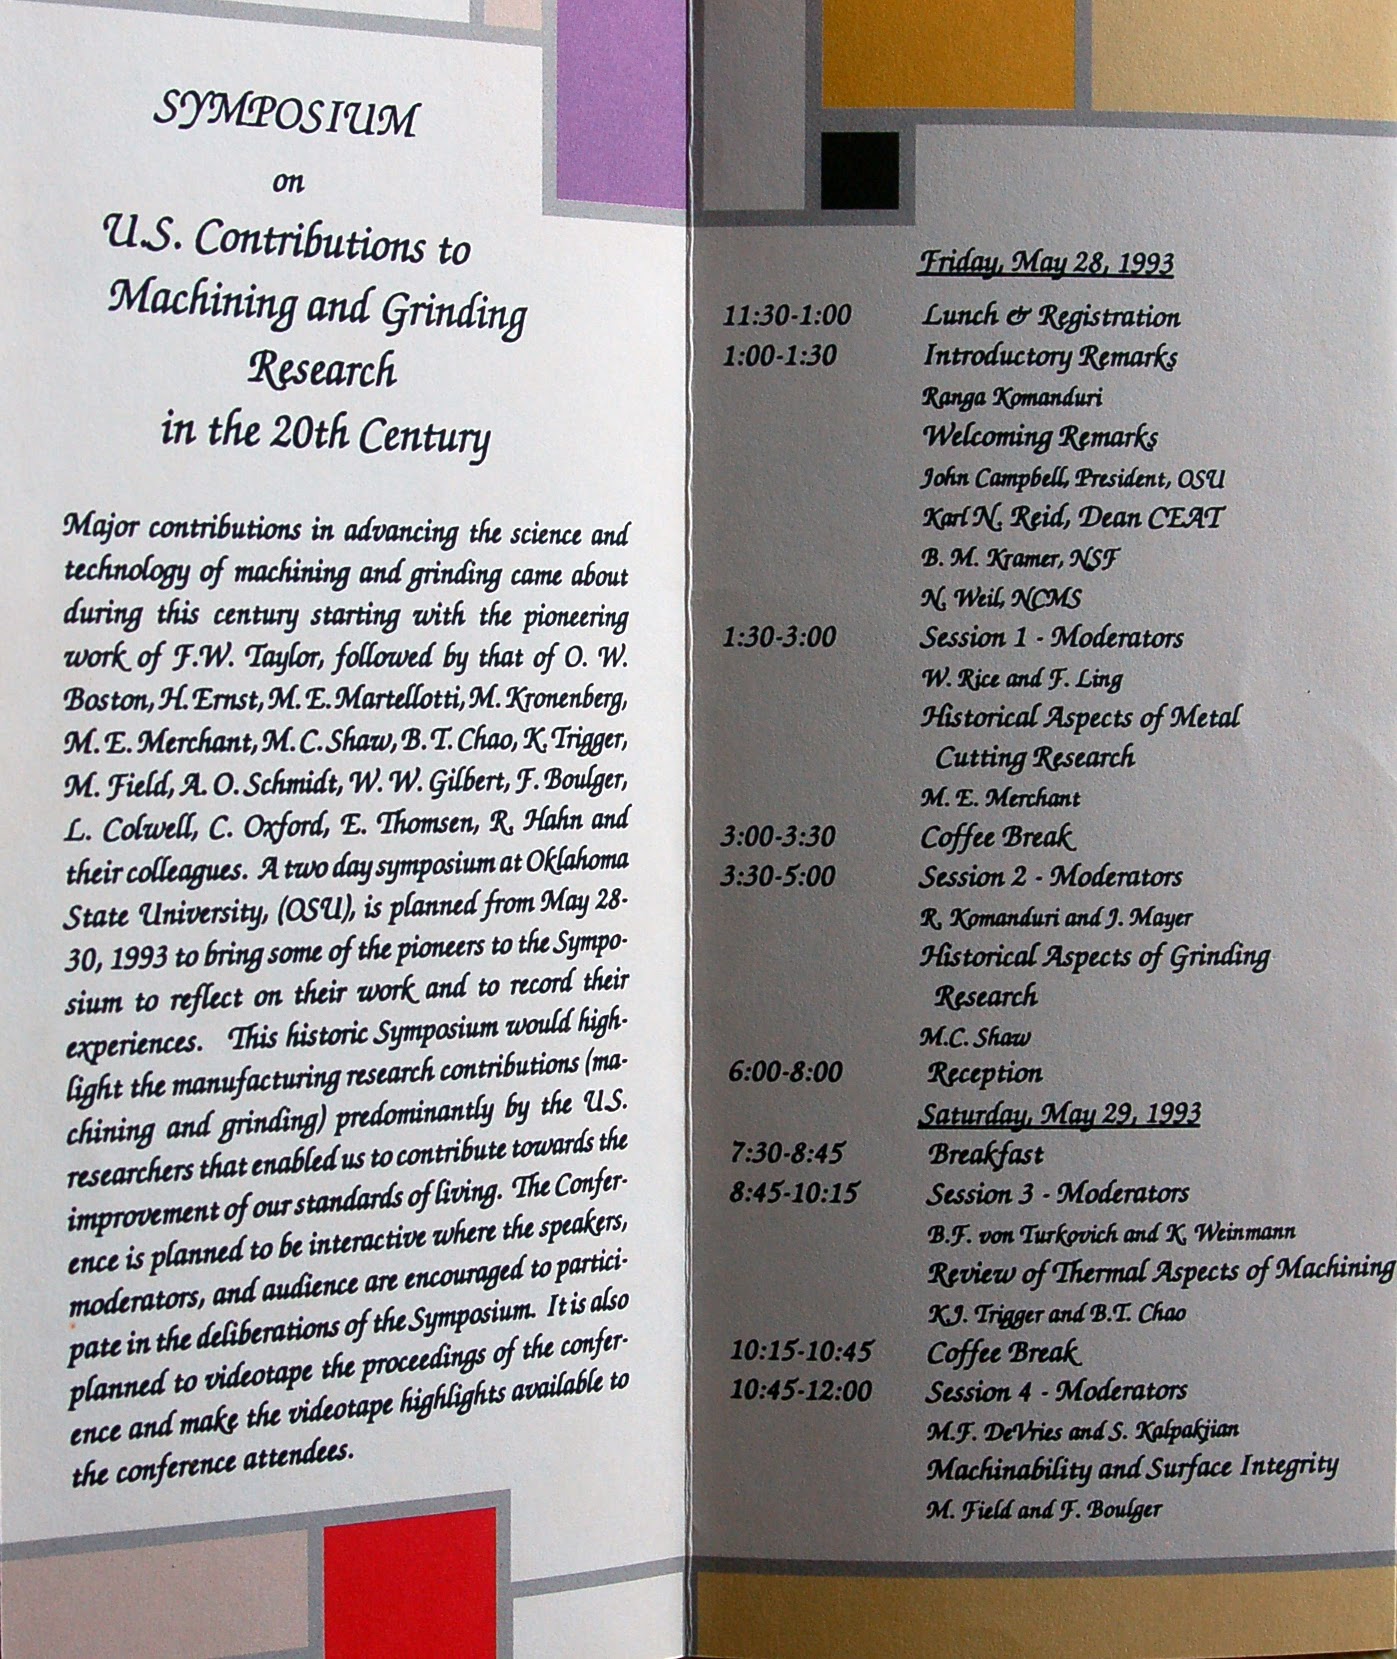 SYMPOSIUM
on
U.S. Contributions to
Machining and Grinding
Research
in the 20th Century
Major contributions in advancing the science and
technology of machining and grinding came about
during this century starting with the pioneering
work of F.W. Taylor, followed by that of O. W.
Boston, H. Ernst, M. E. Martellotti, M. Kronenberg,
M. E. Merchant, M. C. Shaw, B. T. Chao, K. Trigger,
M. Field, A. O. Schmidt, W. W. Gilbert, F. Boulger,
L. Colwell, C. Oxford, E. Thomsen, R. Hahn and
their colleagues. A two day symposium at Oklahoma
State University, (OSU), is planned from May 28-
30, 1993 to bring some of the pioneers to the Sympo-
sium to reflect on their work and to record their
experiences. This historic Symposium would high-
light the manufacturing research contributions (ma-
chining and grinding) predominantly by the U.S.
researchers that enabled us to contribute towards the
improvement of our standards of living. The Confer-
ence is planned to be interactive where the speakers,
moderators, and audience are encouraged to partici-
pate in the deliberations of the Symposium. It is also
planned to videotape the proceedings of the confer-
ence and make the videotape highlights available to
the conference attendees.
Friday, May 28, 1993
11:30-1:00 Lunch & Registration
1:00-1:30 Introductory Remarks
Ranga Komanduri
Welcoming Remarks
John Campbell, President, OSU
Karl N. Reid, Dean CEAT
B. M. Kramer, NSF
N. Weil, NCMS
1:30-3:00 Session 1 - Moderators
W. Rice and F. Ling
Historical Aspects of Metal
Cutting Research
M. E. Merchant
3:00-3:30 Coffee Break
3:30-5:00 Session 2 - Moderators
R. Komanduri and J. Mayer
Historical Aspects of Grinding
Research
M.C. Shaw
6:00-8:00 Reception
Saturday, May 29, 1993
7:30-8:45 Breakfast
8:45-10:15 Session 3 - Moderators
B.F. von Turkovich and K. Weinmann
Review of Thermal Aspects of Machining
K.J. Trigger and B.T. Chao
10:15-10:45 Coffee Break
10:45-12:00 Session 4 - Moderators
M.F. DeVries and S. Kalpakjian
Machinability and Surface Integrity
M. Field and F. Boulger